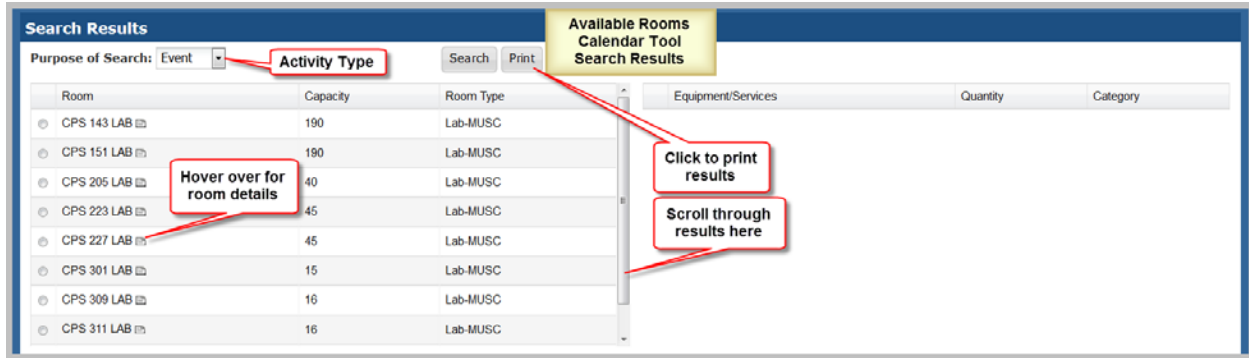 Search Results
Available Rooms
Calendar Tool
Search Results
Purpose of Search: Event
Activity Type
Search Print
Room Capacity Room Type
Equipment/Services Quantity Category
CPS 143 LAB 190 Lab-MUSC
CPS 151 LAB 190 Lab-MUSC
Click to print
results
Hover over for
room details
CPS 205 LAB 40 Lab-MUSC
CPS 223 LAB 45 Lab-MUSC
Scroll through
results here
CPS 227 LAB 45 Lab-MUSC
CPS 301 LAB 15 Lab-MUSC
CPS 309 LAB 16 Lab-MUSC
CPS 311 LAB 16 Lab-MUSC